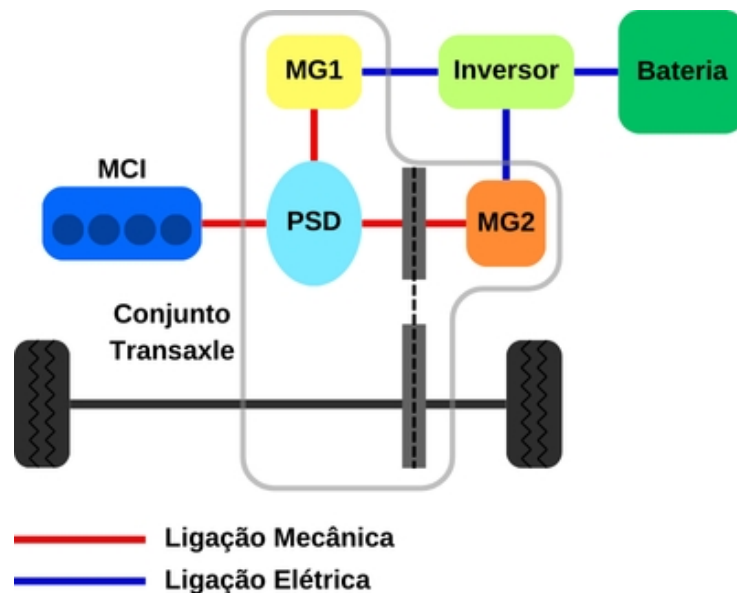 MG1
Inversor
Bateria
MCI
PSD
MG2
Conjunto
Transaxle
Ligação Mecânica
Ligação Elétrica